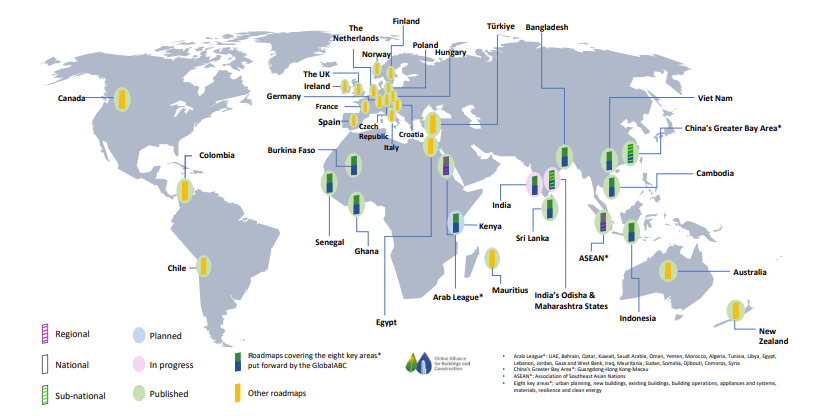 Finland
The
Netherlands
Türkiye
Bangladesh
Norway
Poland
Hungary
The UK
Ireland
Germany
Canada
Viet Nam
France
Spain
Czech
Republic
Croatia
Italy
China's Greater Bay Area*
Burkina Faso
Colombia
Cambodia
India
Sri Lanka
Senegal
Ghana
Kenya
ASEAN*
Chile
Mauritius
Arab League*
India's Odisha &
Maharashtra States
Australia
Egypt
Indonesia
New
Zealand
Regional
Planned
National
In progress
Roadmaps covering the eight key areas*
put forward by the GlobalABC
Sub-national
Published
Other roadmaps
Global Alliance
for Buildings and
Construction
• Arab League*: UAE, Bahrain, Qatar, Kuwait, Saudi Arabia, Oman, Yemen, Morocco, Algeria, Tunisia, Libya, Egypt,
Lebanon, Jordan, Gaza and West Bank, Iraq, Mauritania, Sudan, Somalia, Djibouti, Comoros, Syria
• China's Greater Bay Area*: Guangdong-Hong Kong-Macau
• ASEAN*: Association of Southeast Asian Nations
• Eight key areas*: urban planning, new buildings, existing buildings, building operations, appliances and systems,
materials, resilience and clean energy